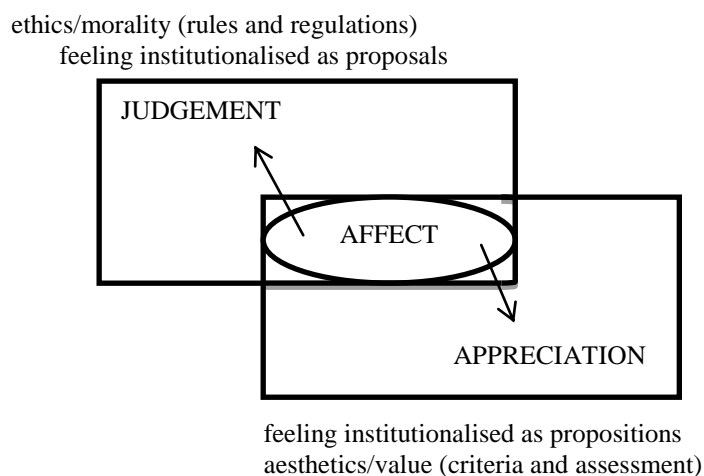 ethics/morality (rules and regulations)
feeling institutionalised as proposals
JUDGEMENT
AFFECT
APPRECIATION
feeling institutionalised as propositions
aesthetics/value (criteria and assessment)